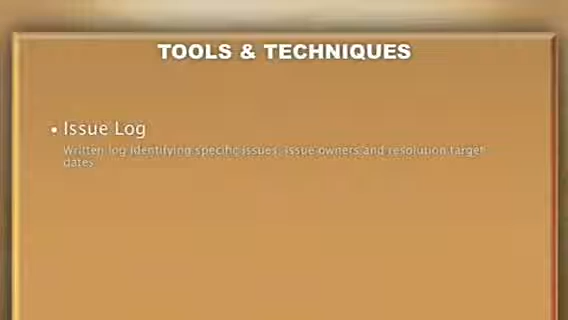 TOOLS & TECHNIQUES
• Issue Log
Written log identifying specific issues, issue owners and resolution target
dates